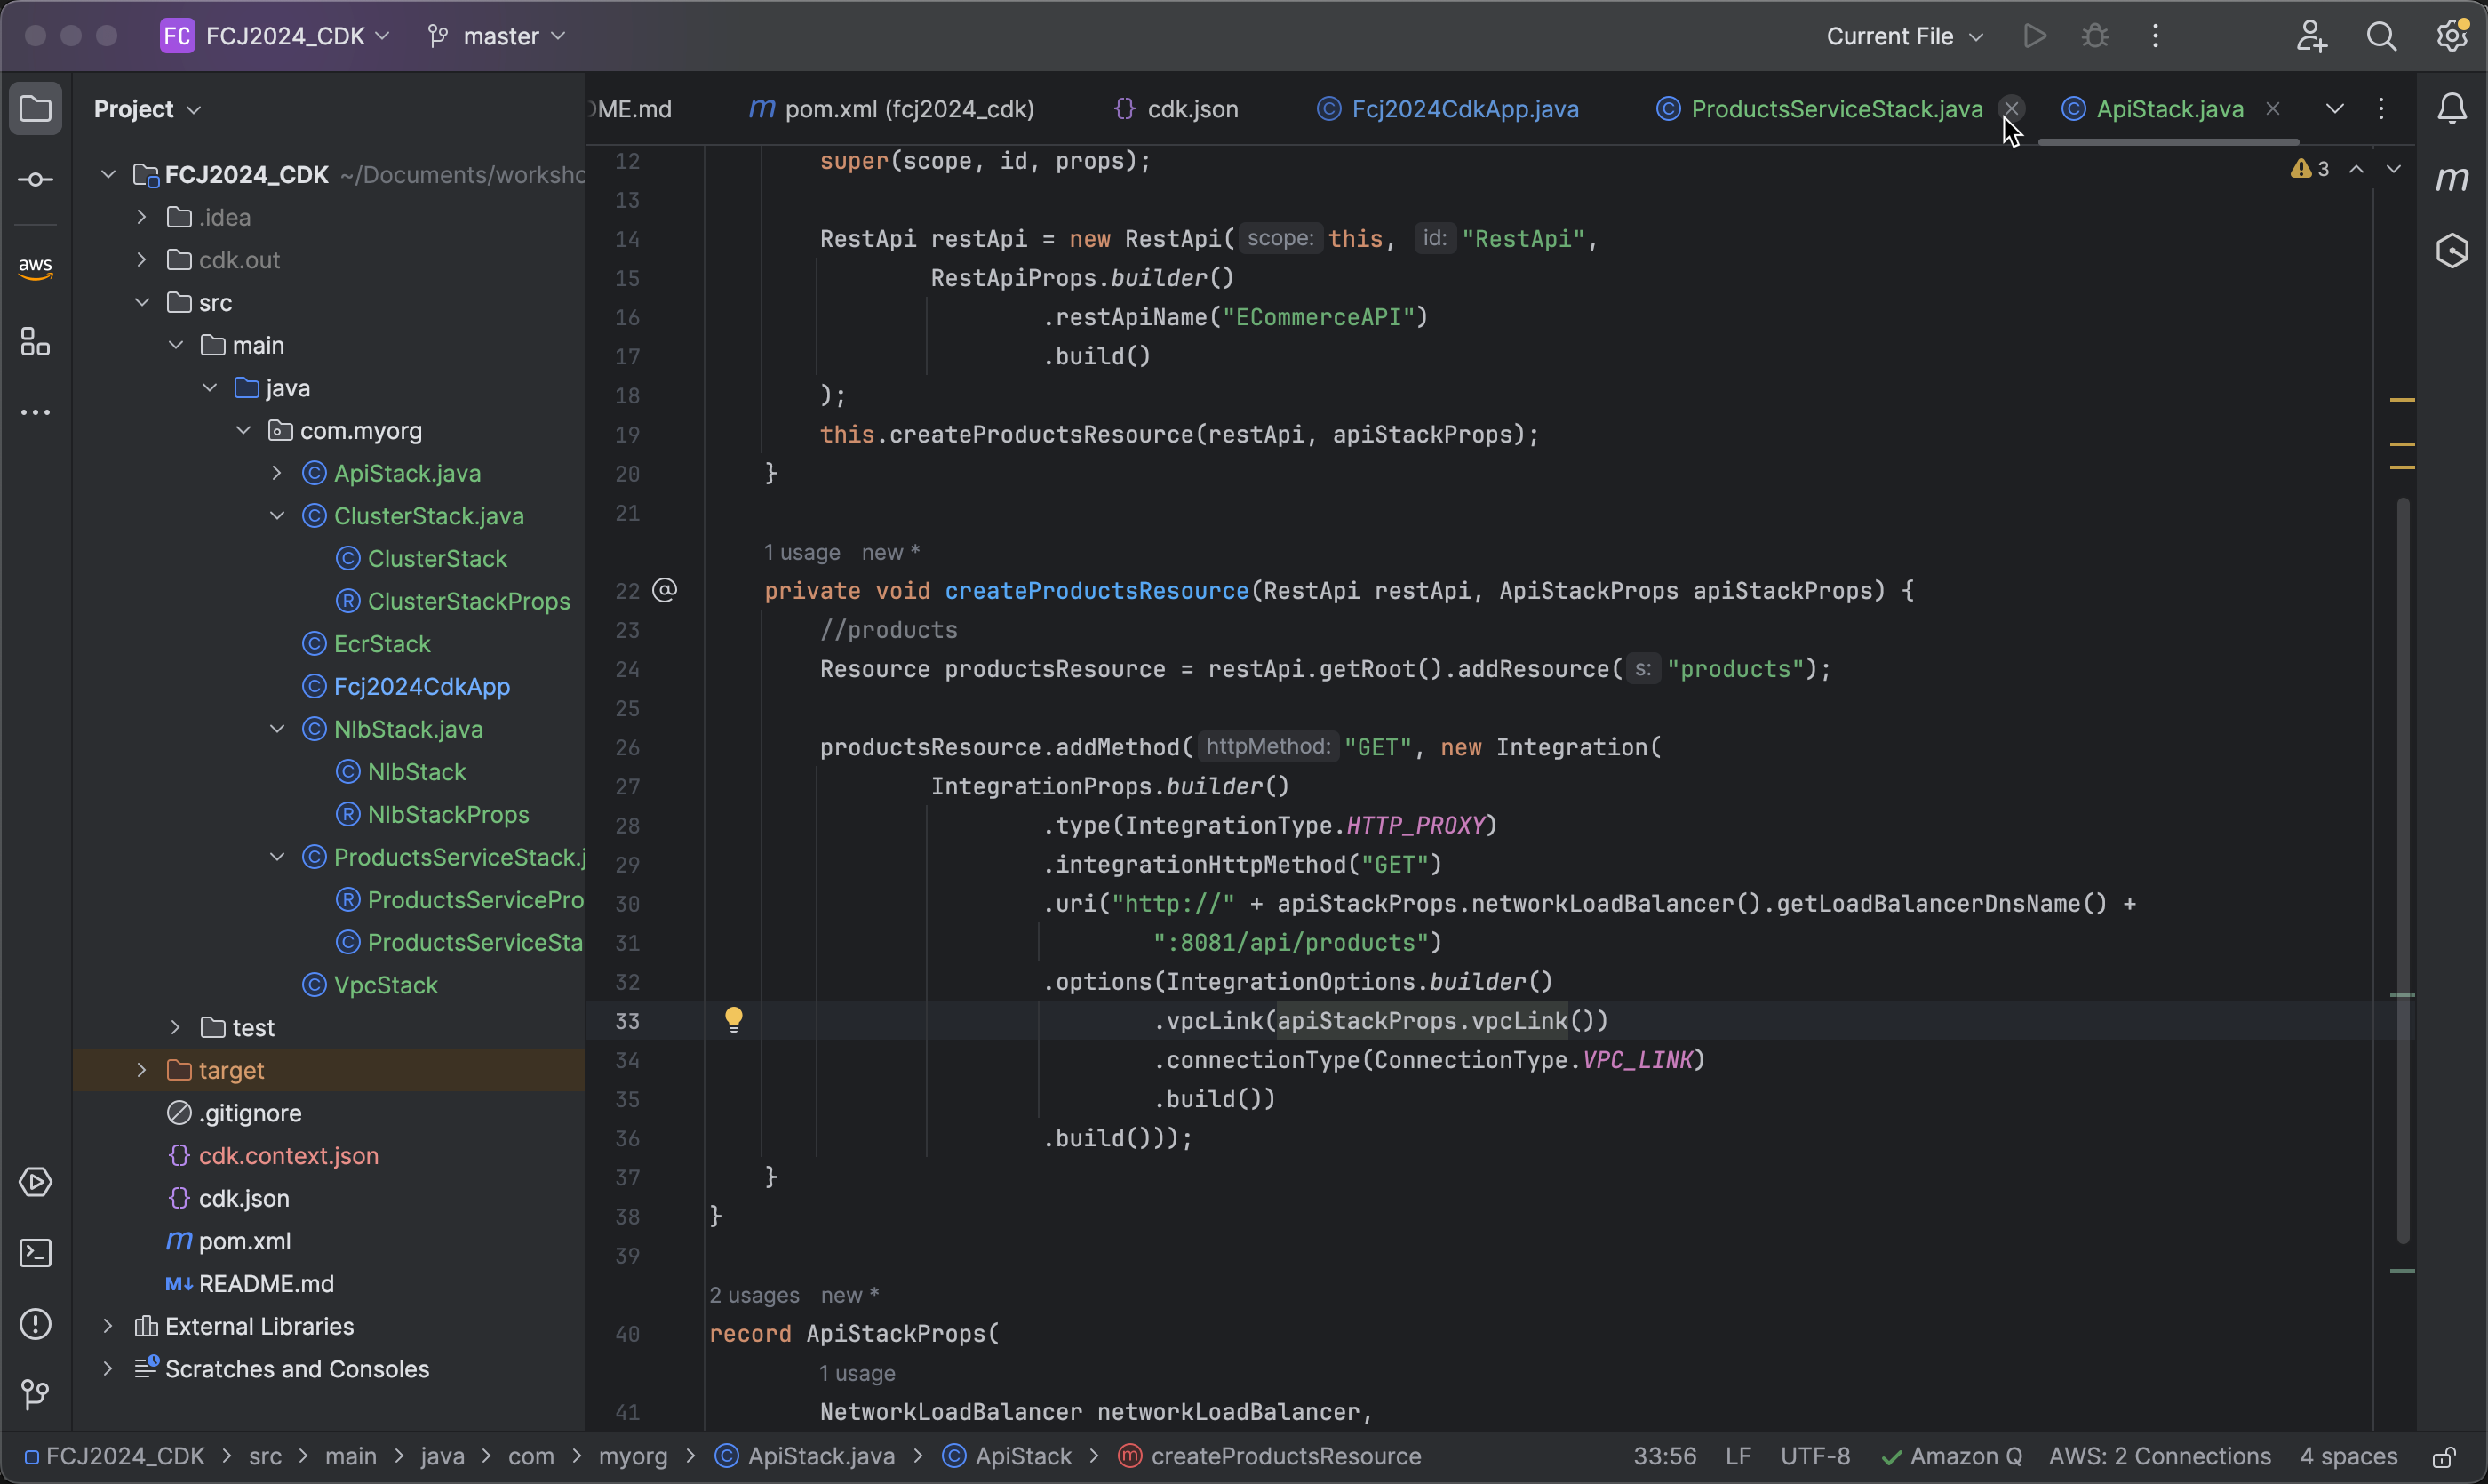 FC FCJ2024_CDK master Current File
Project
DME.md pom.xml (fcj2024_cdk) cdk.json Fcj2024CdkApp.java ProductsServiceStack.java ApiStack.java
aws
FCJ2024_CDK ~/Documents/worksho
.idea
cdk.out
src
main
java
com.myorg
ApiStack.java
ClusterStack.java
ClusterStack
ClusterStackProps
EcrStack
Fcj2024CdkApp
NlbStack.java
NlbStack
NlbStackProps
ProductsServiceStack.j
ProductsServicePro
ProductsServiceSta
VpcStack
test
target
.gitignore
cdk.context.json
cdk.json
pom.xml
README.md
External Libraries
Scratches and Consoles
3
12 super(scope, id, props);
13
14 RestApi restApi = new RestApi( scope: this, id: "RestApi",
15 RestApiProps.builder()
16 .restApiName("ECommerceAPI")
17 .build()
18 );
19 this.createProductsResource(restApi, apiStackProps);
20 }
21
1 usage new *
22 @ private void createProductsResource(RestApi restApi, ApiStackProps apiStackProps) {
23 //products
24 Resource productsResource = restApi.getRoot().addResource( s: "products");
25
26 productsResource.addMethod( httpMethod: "GET", new Integration(
27 IntegrationProps.builder()
28 .type(IntegrationType.HTTP_PROXY)
29 .integrationHttpMethod("GET")
30 .uri("http://" + apiStackProps.networkLoadBalancer().getLoadBalancerDnsName() +
31 ":8081/api/products")
32 .options(IntegrationOptions.builder()
33 .vpcLink(apiStackProps.vpcLink())
34 .connectionType(ConnectionType.VPC_LINK)
35 .build())
36 .build()));
37 }
38 }
39
2 usages new *
40 record ApiStackProps(
1 usage
41 NetworkLoadBalancer networkLoadBalancer,
FCJ2024_CDK > src > main > java > com > myorg > ApiStack.java > ApiStack > createProductsResource 33:56 LF UTF-8 Amazon Q AWS: 2 Connections 4 spaces